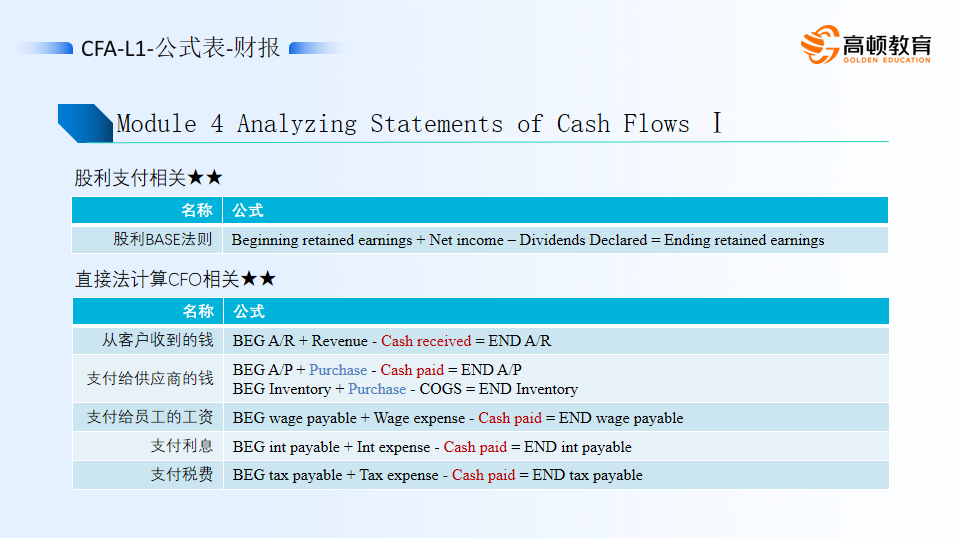 CFA-L1-公式表-财报
高顿教育
GOLDEN EDUCATION
Module 4 Analyzing Statements of Cash Flows Ⅰ
股利支付相关★★
名称 公式
股利BASE法则 Beginning retained earnings + Net income – Dividends Declared = Ending retained earnings
直接法计算CFO相关★★
名称 公式
从客户收到的钱 BEG A/R + Revenue - Cash received = END A/R
支付给供应商的钱 BEG A/P + Purchase - Cash paid = END A/P
BEG Inventory + Purchase - COGS = END Inventory
支付给员工的工资 BEG wage payable + Wage expense - Cash paid = END wage payable
支付利息 BEG int payable + Int expense - Cash paid = END int payable
支付税费 BEG tax payable + Tax expense - Cash paid = END tax payable